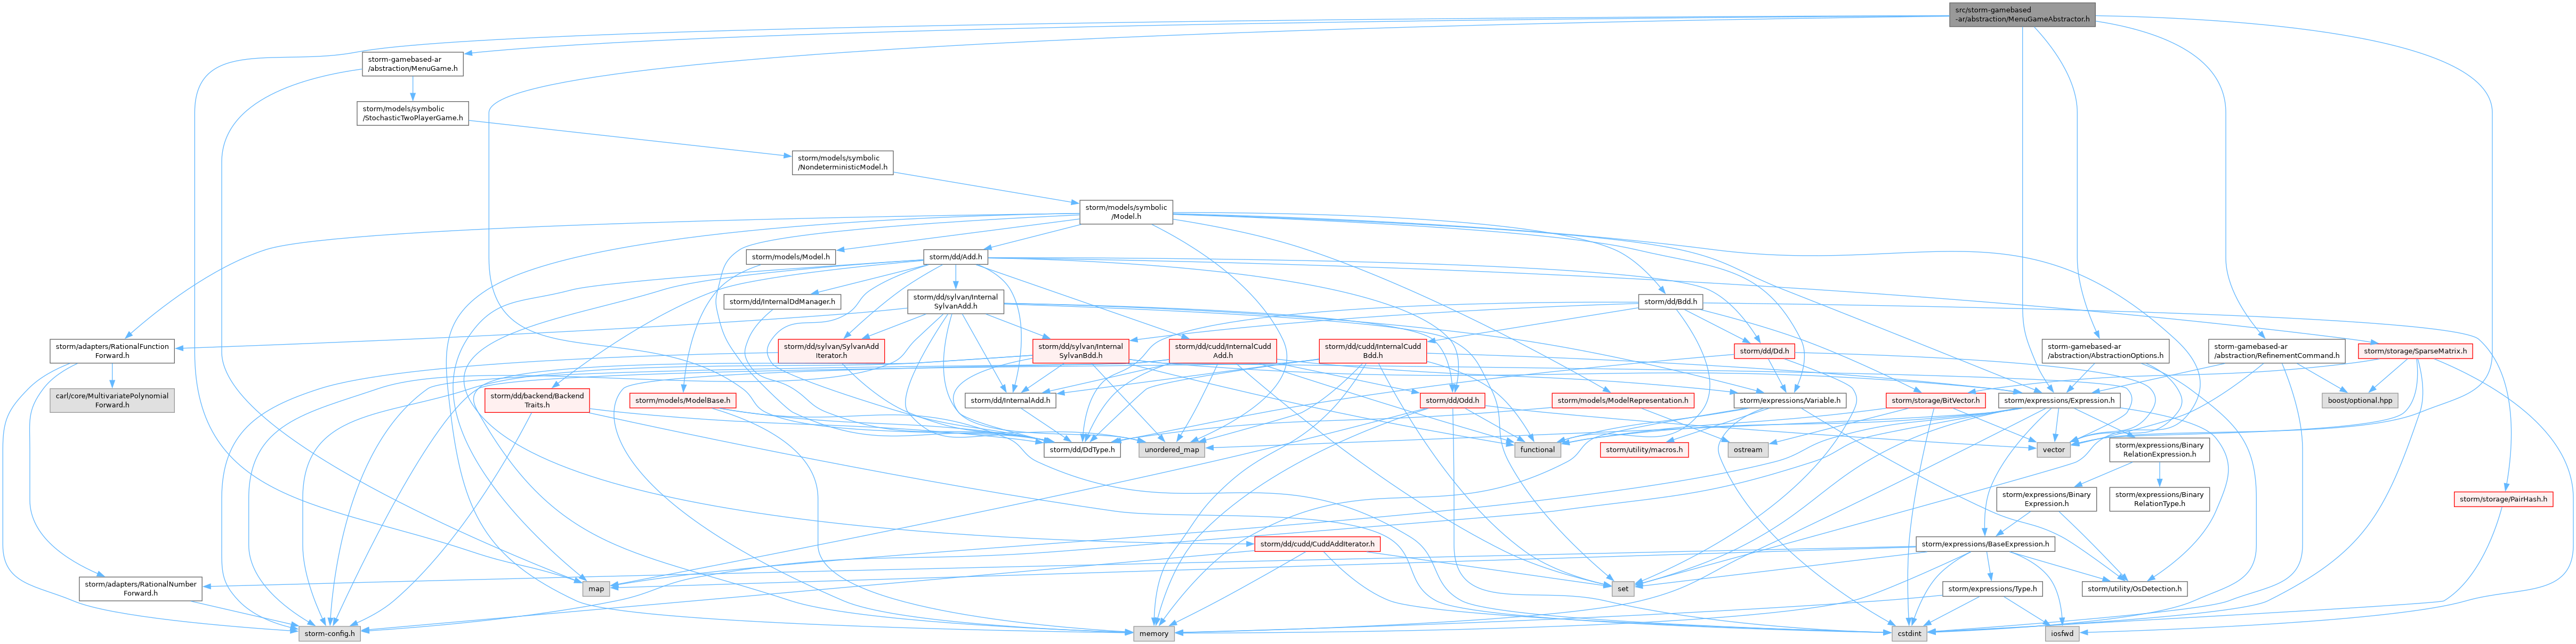 src/storm-gamebased
-ar/abstraction/MenuGameAbstractor.h
storm-gamebased-ar
/abstraction/MenuGame.h
storm/models/symbolic
/StochasticTwoPlayerGame.h
storm/models/symbolic
/NondeterministicModel.h
storm/models/symbolic
/Model.h
storm/models/Model.h
storm/dd/Add.h
storm/dd/InternalDdManager.h
storm/dd/sylvan/Internal
SylvanAdd.h
storm/dd/Bdd.h
storm/adapters/RationalFunction
Forward.h
storm/dd/sylvan/SylvanAdd
Iterator.h
storm/dd/sylvan/Internal
SylvanBdd.h
storm/dd/cudd/InternalCudd
Add.h
storm/dd/cudd/InternalCudd
Bdd.h
storm/dd/Dd.h
storm-gamebased-ar
/abstraction/AbstractionOptions.h
storm-gamebased-ar
/abstraction/RefinementCommand.h
storm/storage/SparseMatrix.h
carl/core/MultivariatePolynomial
Forward.h
storm/dd/backend/Backend
Traits.h
storm/models/ModelBase.h
storm/dd/InternalAdd.h
storm/dd/Odd.h
storm/models/ModelRepresentation.h
storm/expressions/Variable.h
storm/storage/BitVector.h
storm/expressions/Expression.h
boost/optional.hpp
storm/dd/DdType.h
unordered_map
functional
storm/utility/macros.h
ostream
vector
storm/expressions/Binary
RelationExpression.h
storm/expressions/Binary
Expression.h
storm/expressions/Binary
RelationType.h
storm/storage/PairHash.h
storm/dd/cudd/CuddAddIterator.h
storm/expressions/BaseExpression.h
storm/adapters/RationalNumber
Forward.h
map
set
storm/expressions/Type.h
storm/utility/OsDetection.h
storm-config.h
memory
cstdint
iosfwd